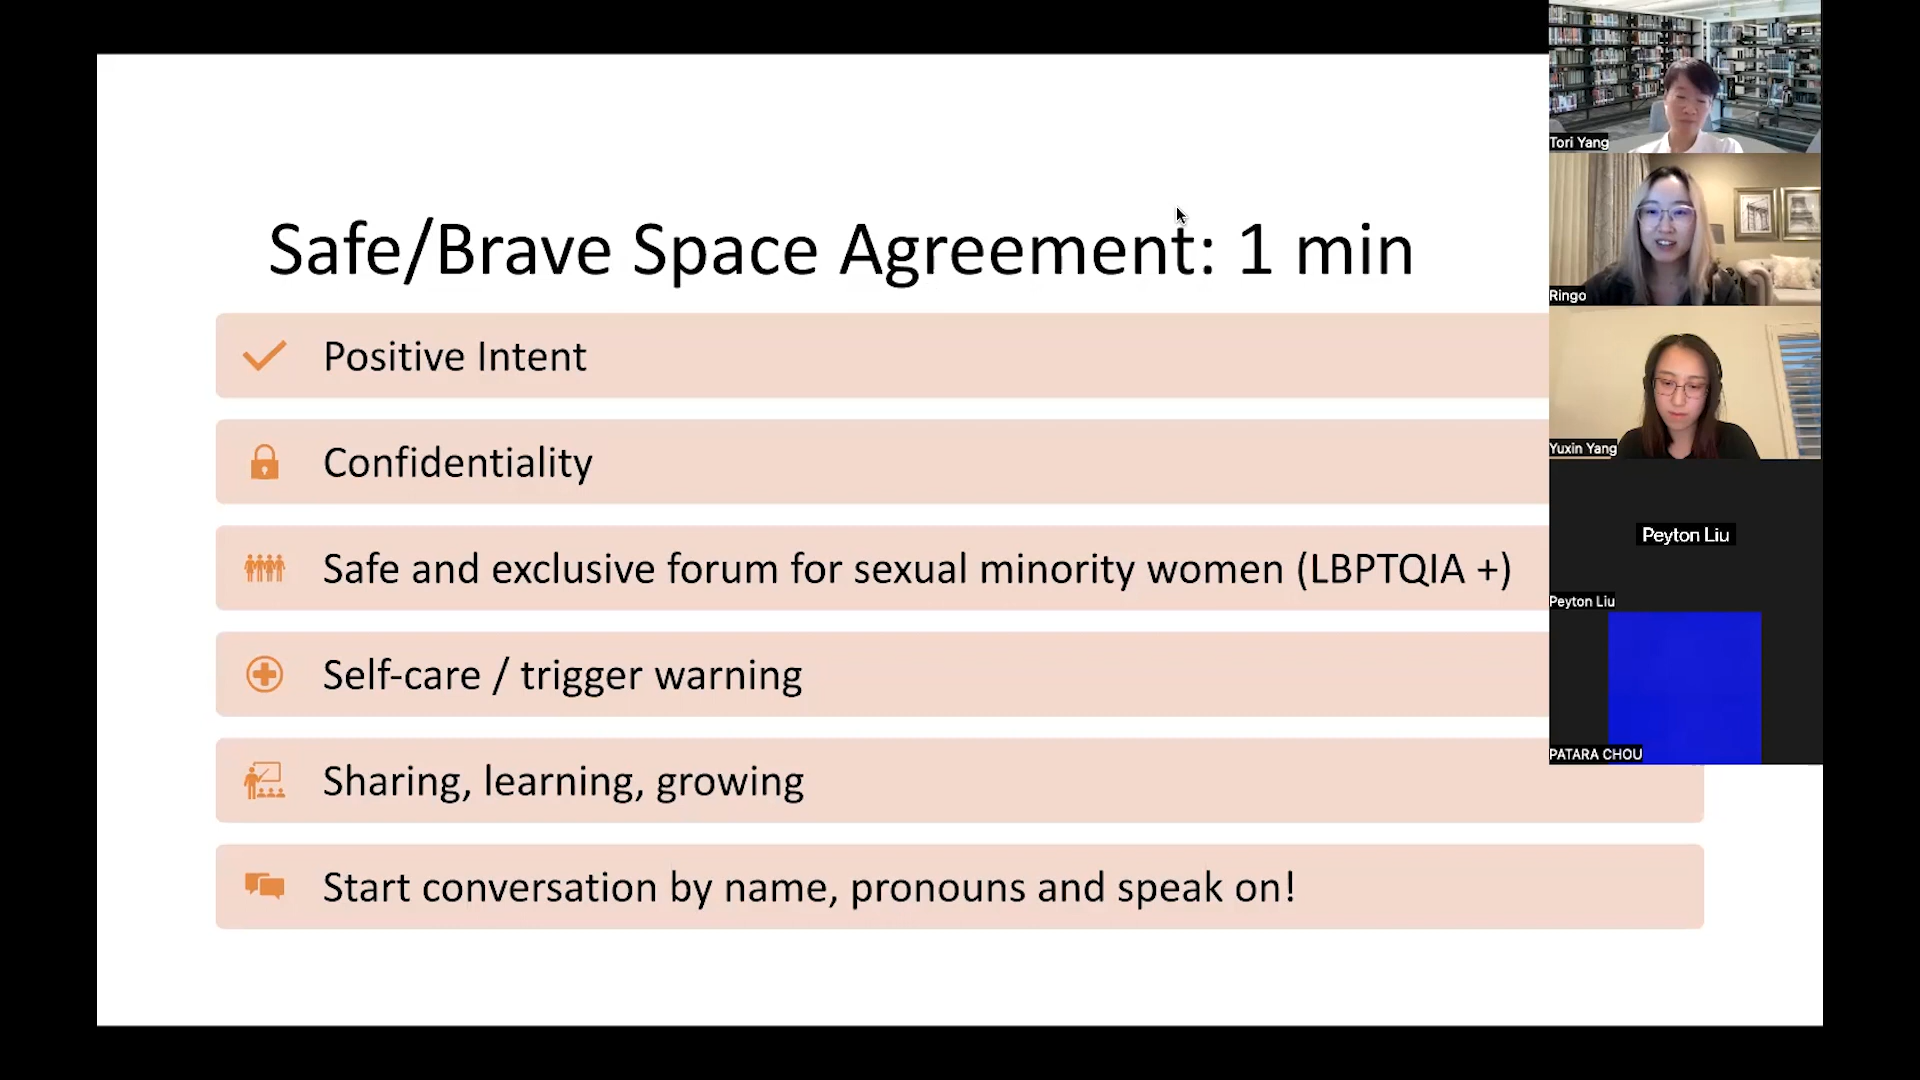 Safe/Brave Space Agreement: 1 min
Positive Intent
Confidentiality
Safe and exclusive forum for sexual minority women (LBPTQIA +)
Self-care / trigger warning
Sharing, learning, growing
Start conversation by name, pronouns and speak on!
Tori Yang
Ringo
Yuxin Yang
Peyton Liu
Peyton Liu
PATARA CHOU